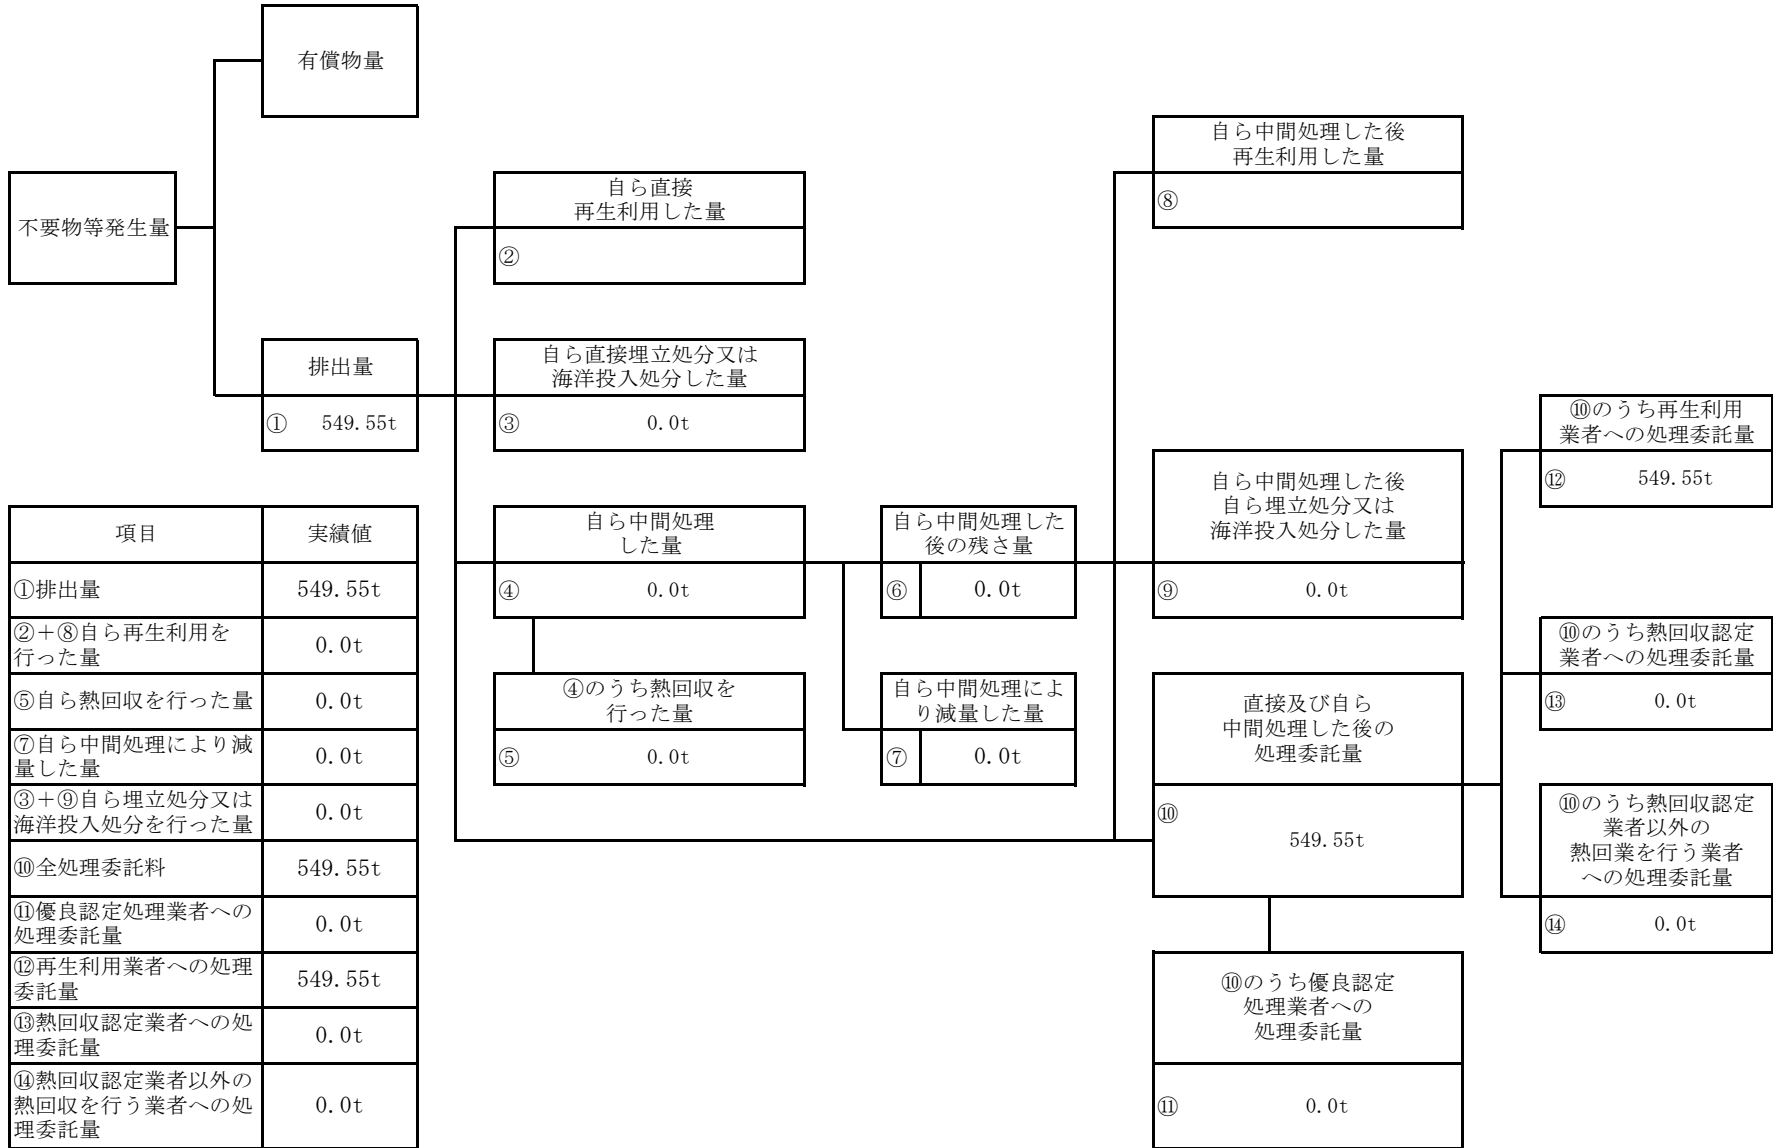 有償物量
不要物等発生量
排出量
① 549.55t
自ら直接
再生利用した量
②
自ら直接埋立処分又は
海洋投入処分した量
③ 0.0t
自ら中間処理
した量
④ 0.0t
④のうち熱回収を
行った量
⑤ 0.0t
自ら中間処理した
後の残さ量
⑥ 0.0t
自ら中間処理によ
り減量した量
⑦ 0.0t
自ら中間処理した後
再生利用した量
⑧
自ら中間処理した後
自ら埋立処分又は
海洋投入処分した量
⑨ 0.0t
直接及び自ら
中間処理した後の
処理委託量
⑩
549.55t
⑩のうち優良認定
処理業者への
処理委託量
⑪ 0.0t
⑩のうち再生利用
業者への処理委託量
⑫ 549.55t
⑩のうち熱回収認定
業者への処理委託量
⑬ 0.0t
⑩のうち熱回収認定
業者以外の
熱回業を行う業者
への処理委託量
⑭ 0.0t
項目 実績値
①排出量 549.55t
②+⑧自ら再生利用を
行った量 0.0t
⑤自ら熱回収を行った量 0.0t
⑦自ら中間処理により減
量した量 0.0t
③+⑨自ら埋立処分又は
海洋投入処分を行った量 0.0t
⑩全処理委託料 549.55t
⑪優良認定処理業者への
処理委託量 0.0t
⑫再生利用業者への処理
委託量 549.55t
⑬熱回収認定業者への処
理委託量 0.0t
⑭熱回収認定業者以外の
熱回収を行う業者への処
理委託量 0.0t